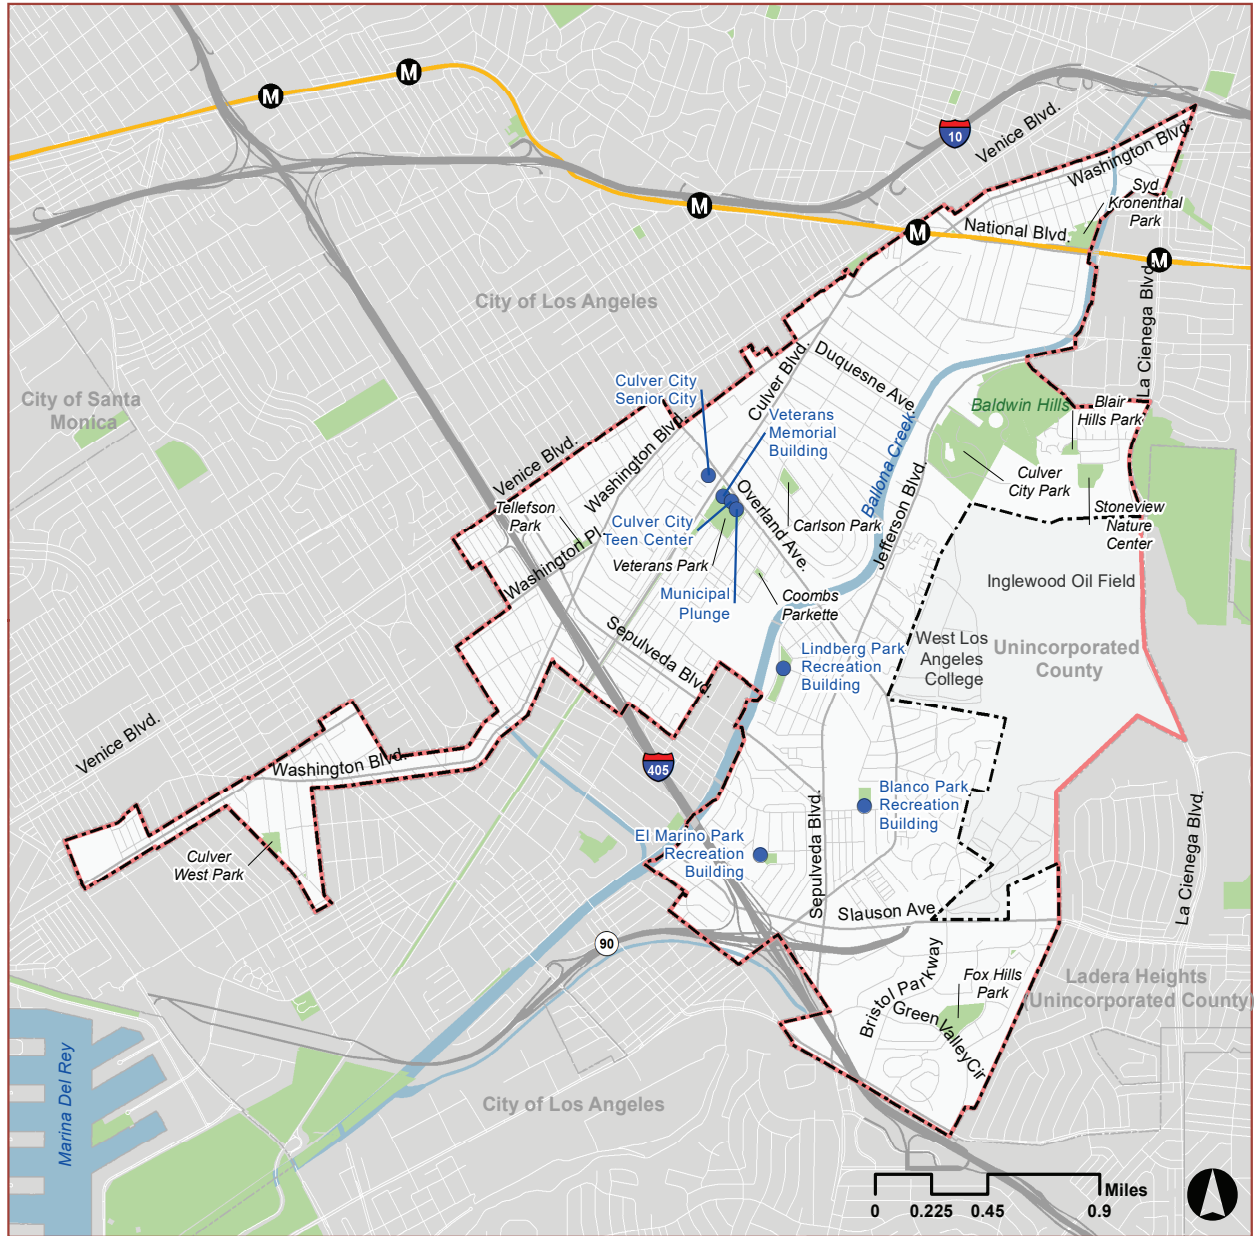 M
M
10
Venice Blvd.
Washington Blvd.
Syd
Kronenthal
Park
M
M
National Blvd.
M
City of Los Angeles
La Cienega Blvd.
City of Santa
Monica
Culver City
Senior City
Culver Blvd.
Duquesne Ave.
Veterans
Memorial
Building
Baldwin Hills
Blair
Hills Park
Venice Blvd.
Washington Blvd.
Ballona Creek
Culver
City Park
Tellefson
Park
Culver City
Teen Center
Overland Ave.
Carlson Park
Jefferson Blvd.
Stoneview
Nature
Center
Washington Pl.
Veterans Park
Municipal
Plunge
Coombs
Parkette
Inglewood Oil Field
Sepulveda Blvd.
Lindberg Park
Recreation
Building
West Los
Angeles
College
Unincorporated
County
Venice Blvd.
Washington Blvd.
405
Sepulveda Blvd.
Blanco Park
Recreation
Building
La Cienega Blvd.
Culver
West Park
El Marino Park
Recreation
Building
Slauson Ave.
90
Bristol Parkway
Fox Hills
Park
Green Valley Cir
Ladera Heights
(Unincorporated County)
Marina Del Rey
City of Los Angeles
Miles
0 0.225 0.45 0.9